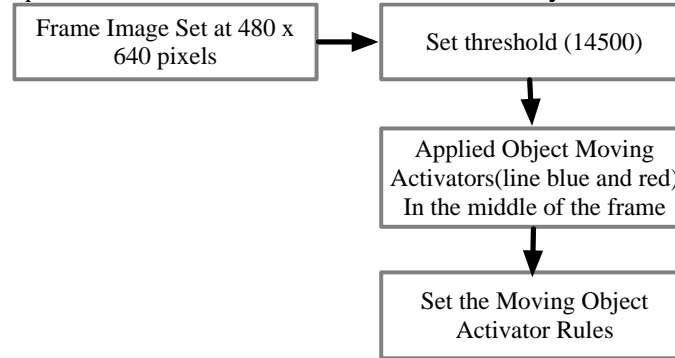 Frame Image Set at 480 x
640 pixels
Set threshold (14500)
Applied Object Moving
Activators(line blue and red)
In the middle of the frame
Set the Moving Object
Activator Rules